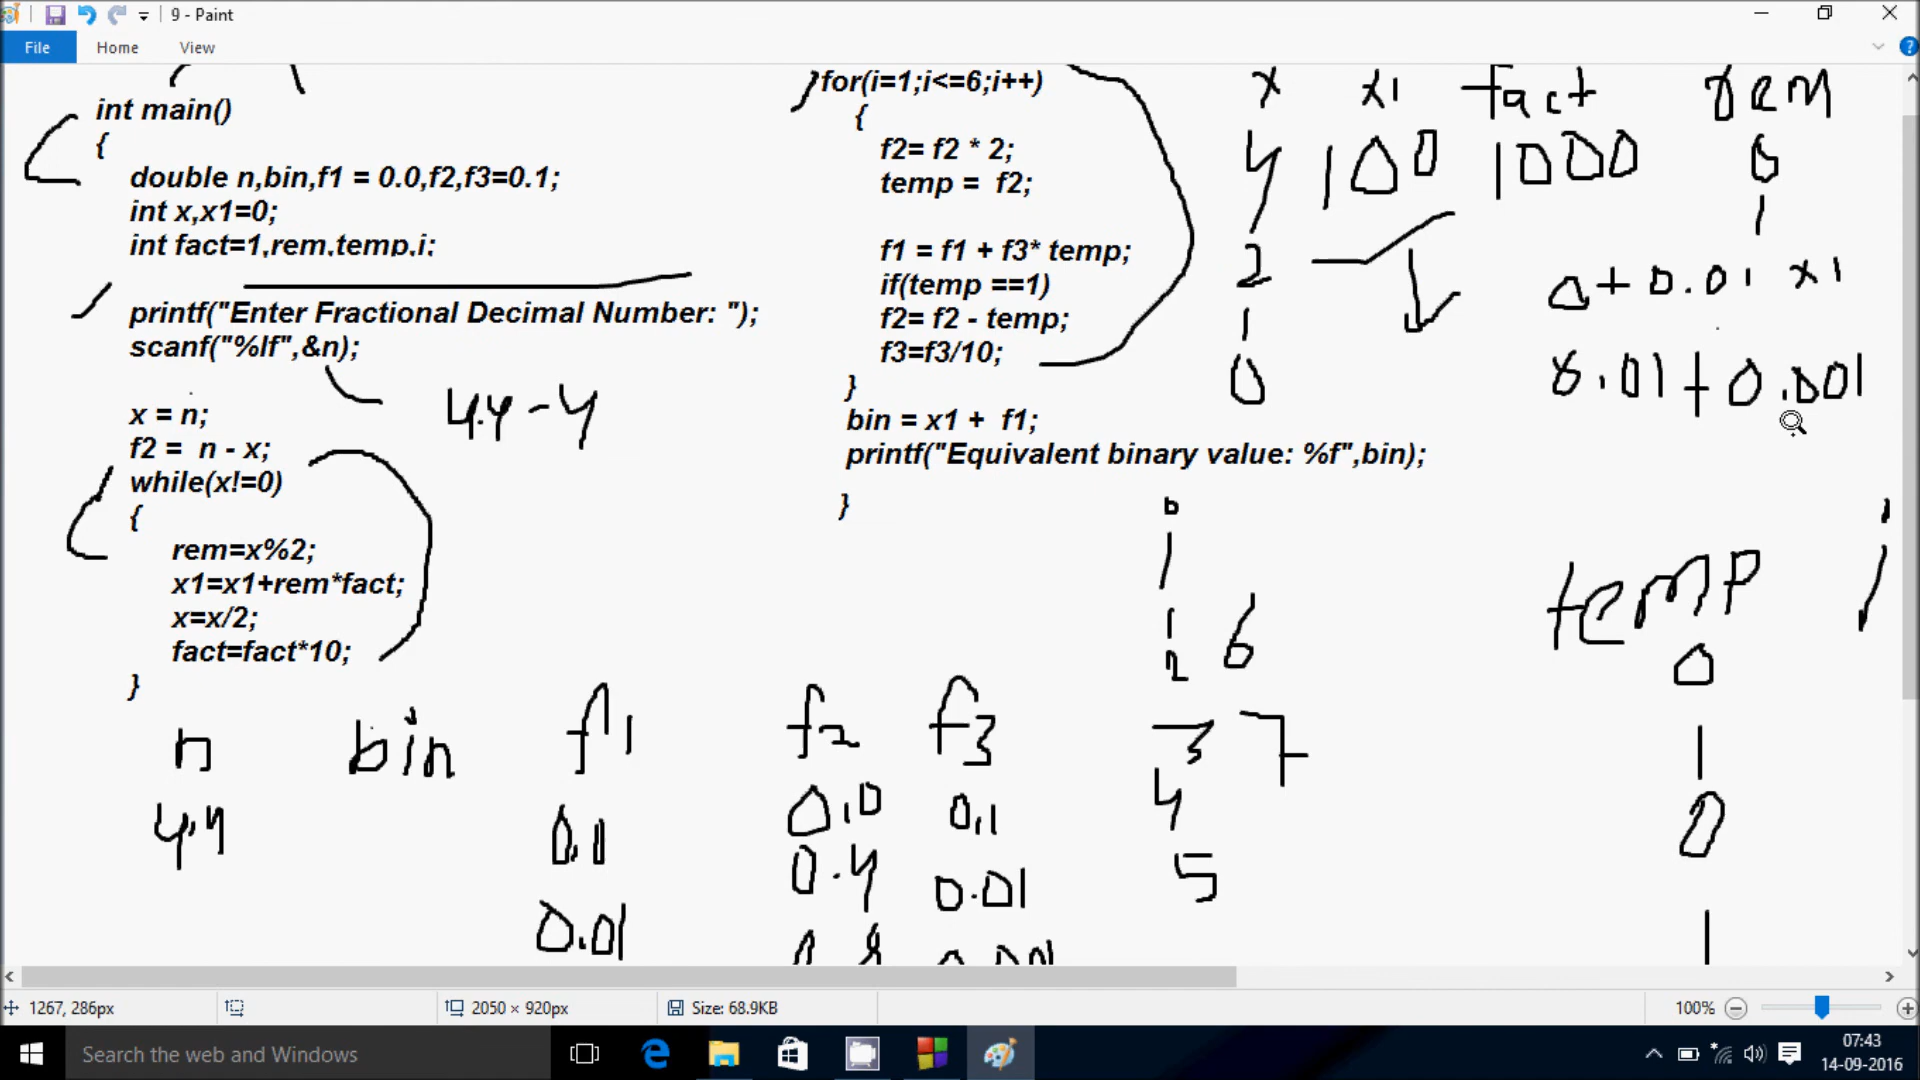 9 - Paint
File Home View
int main()
{
double n,bin,f1 = 0.0,f2,f3=0.1;
int x,x1=0;
int fact=1,rem,temp,i;
printf("Enter Fractional Decimal Number: ");
scanf("%lf",&n);
x = n;
f2 = n - x;
while(x!=0)
{
rem=x%2;
x1=x1+rem*fact;
x=x/2;
fact=fact*10;
}
4.4 - 4
for(i=1;i<=6;i++)
{
f2= f2 * 2;
temp = f2;
f1 = f1 + f3* temp;
if(temp ==1)
f2= f2 - temp;
f3=f3/10;
}
bin = x1 + f1;
printf("Equivalent binary value: %f",bin);
}
x x1 fact rem
4 100 1000 0
1
2
1
0
0+0.01 x1
0.01+0.001
n bin f1 f2 f3
4.4 0.0 0.0 0.1
0.4 0.01
0.01
1
2 6
3 7
4
5
temp i
0
1
0
1
1267, 286px
2050 × 920px
Size: 68.9KB
100%
Search the web and Windows
07:43
14-09-2016